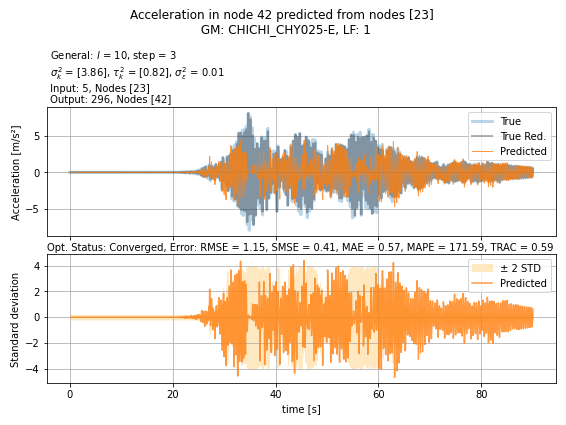 Acceleration in node 42 predicted from nodes [23]
GM: CHICHI_CHY025-E, LF: 1
General: l = 10, step = 3
σ²ₖ = [3.86], τ²ₖ = [0.82], σ²ε = 0.01
Input: 5, Nodes [23]
Output: 296, Nodes [42]
True
True Red.
Predicted
5
0
−5
Acceleration [m/s²]
Opt. Status: Converged, Error: RMSE = 1.15, SMSE = 0.41, MAE = 0.57, MAPE = 171.59, TRAC = 0.59
± 2 STD
Predicted
4
2
0
−2
−4
Standard deviation
0 20 40 60 80
time [s]